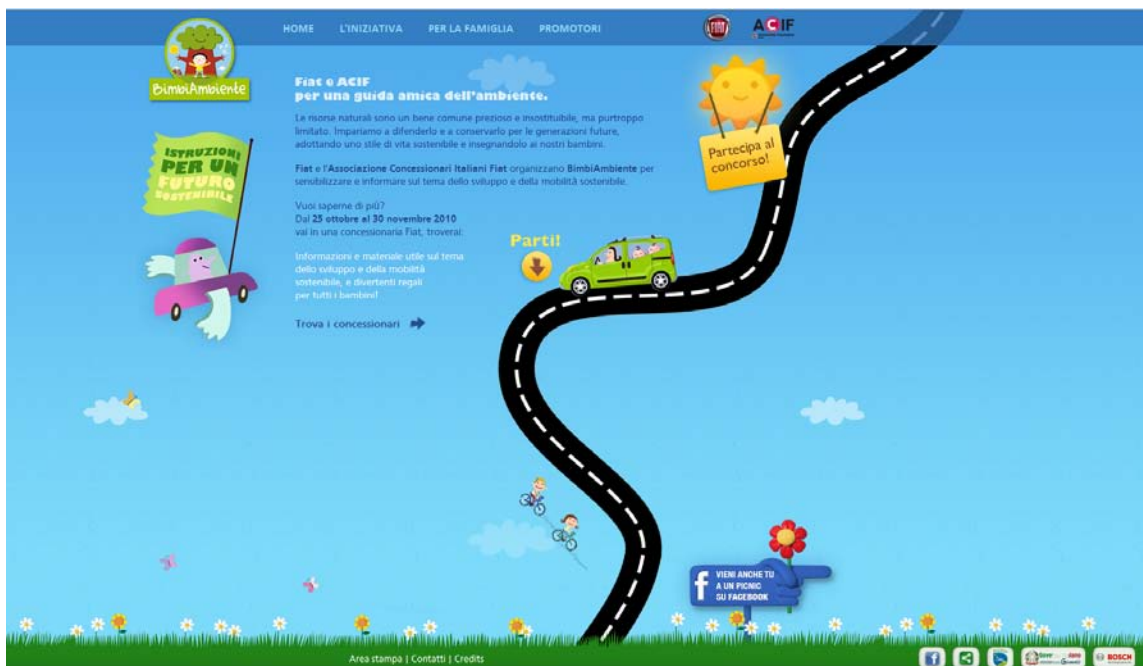 HOME L'INIZIATIVA PER LA FAMIGLIA PROMOTORI
FIAT
ACIF
BimbiAmbiente
Fiat e ACIF
per una guida amica dell'ambiente.
Le risorse naturali sono un bene comune prezioso e insostituibile, ma purtroppo
limitato. Impariamo a difenderlo e a conservarlo per le generazioni future,
adottando uno stile di vita sostenibile e insegnandolo ai nostri bambini.
Fiat e l'Associazione Concessionari Italiani Fiat organizzano BimbiAmbiente per
sensibilizzare e informare sul tema dello sviluppo e della mobilità sostenibile.
Vuoi saperne di più?
Dal 25 ottobre al 30 novembre 2010
vai in una concessionaria Fiat, troverai:
Informazioni e materiale utile sul tema
dello sviluppo e della mobilità
sostenibile, e divertenti regali
per tutti i bambini!
Trova i concessionari
ISTRUZIONI
PER UN
FUTURO
SOSTENIBILE
Partecipa al
concorso!
Parti!
f VIENI ANCHE TU
A UN PICNIC
SU FACEBOOK
Area stampa | Contatti | Credits
f
BOSCH